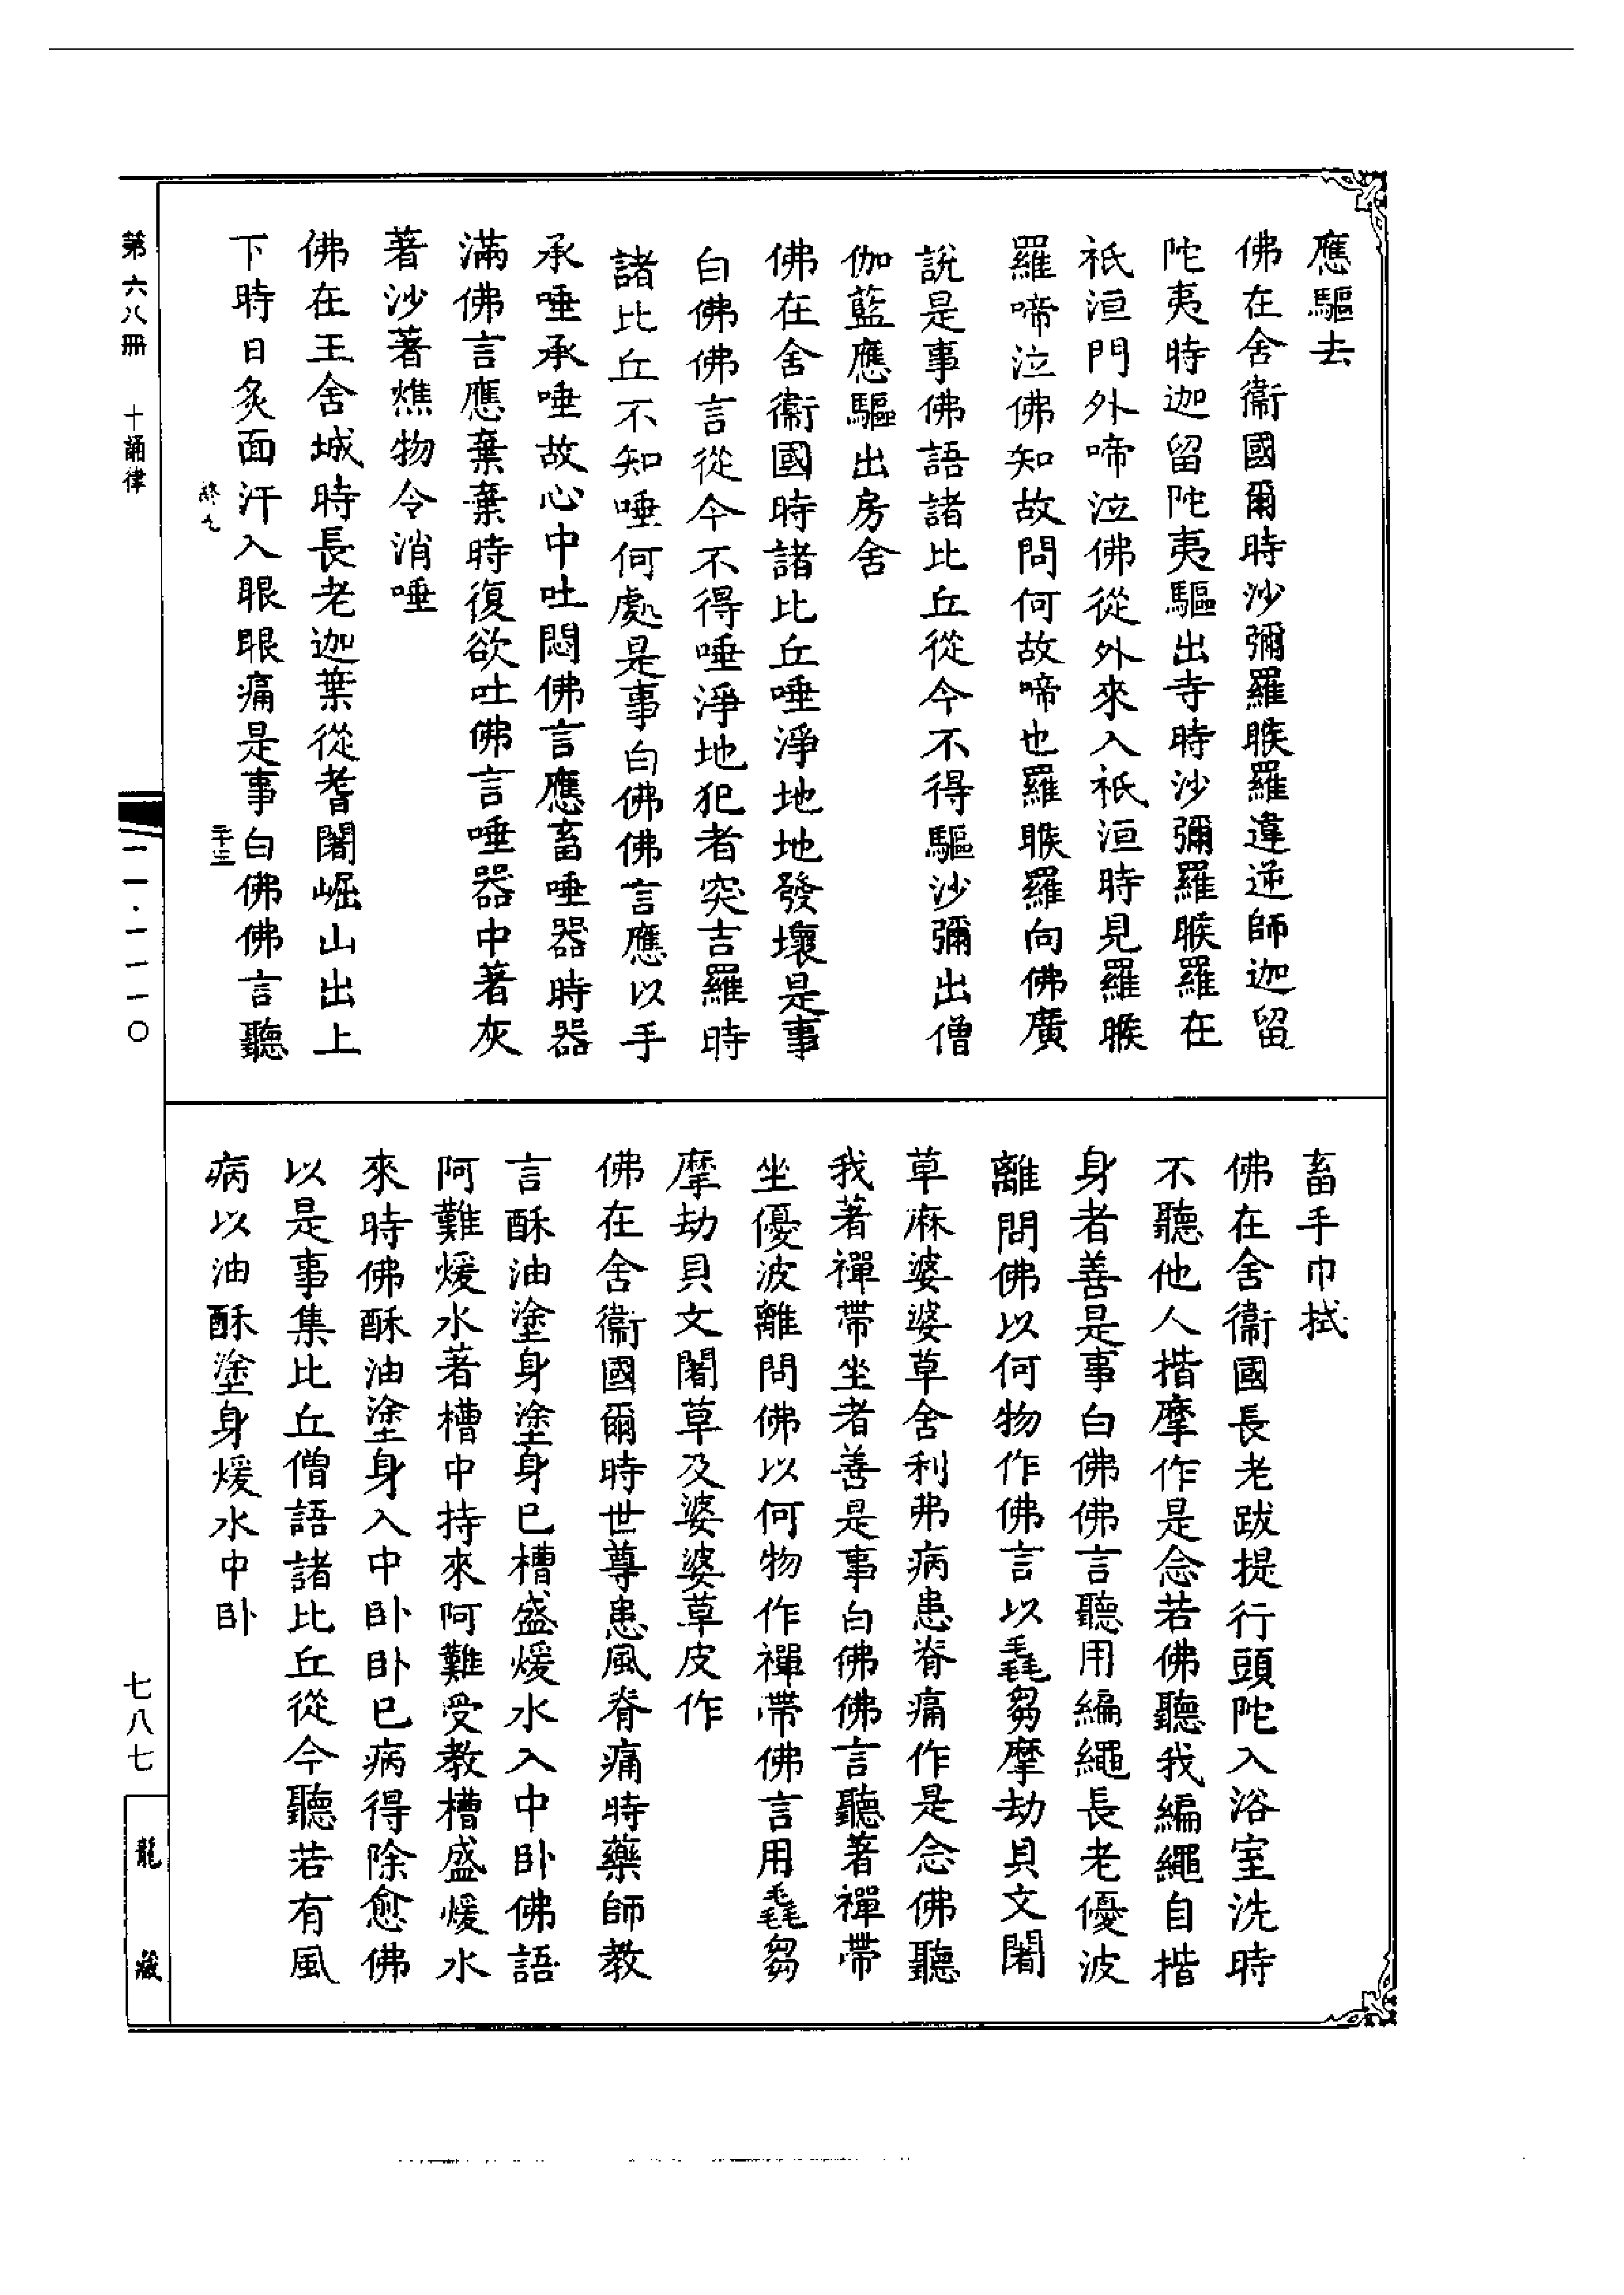 應驅去
佛在舍衞國爾時沙彌羅睺羅違逆師迦留
陀夷時迦留陀夷驅出寺時沙彌羅睺羅在
祇洹門外啼泣佛從外來入祇洹時見羅睺
羅啼泣佛知故問何故啼也羅睺羅向佛廣
說是事佛語諸比丘從今不得驅沙彌出僧
伽藍應驅出房舍
佛在舍衞國時諸比丘唾淨地地發壞是事
白佛佛言從今不得唾淨地犯者突吉羅時
諸比丘不知唾何處是事白佛佛言應以手
承唾承唾故心中吐悶佛言應畜唾器時器
滿佛言應棄棄時復欲吐佛言唾器中著灰
著沙著燋物令消唾
佛在王舍城時長老迦葉從耆闍崛山出上
下時日炙面汗入眼眼痛是事白佛佛言聽
畜手巾拭
佛在舍衞國長老跋提行頭陀入浴室洗時
不聽他人揩摩作是念若佛聽我編繩自揩
身者善是事白佛佛言聽用編繩長老優波
離問佛以何物作佛言以毳芻摩劫貝文闍
草麻婆婆草舍利弗病患脊痛作是念佛聽
我著禪帶坐者善是事白佛佛言聽著禪帶
坐優波離問佛以何物作禪帶佛言用毳芻
摩劫貝文闍草及婆婆草皮作
佛在舍衞國爾時世尊患風脊痛時藥師教
言酥油塗身塗身已槽盛煖水入中臥佛語
阿難煖水著槽中持來阿難受教槽盛煖水
來時佛酥油塗身入中臥臥已病得除愈佛
以是事集比丘僧語諸比丘從今聽若有風
病以油酥塗身煖水中臥
第六八冊 十誦律
一一·一一一〇
七八七
龍藏